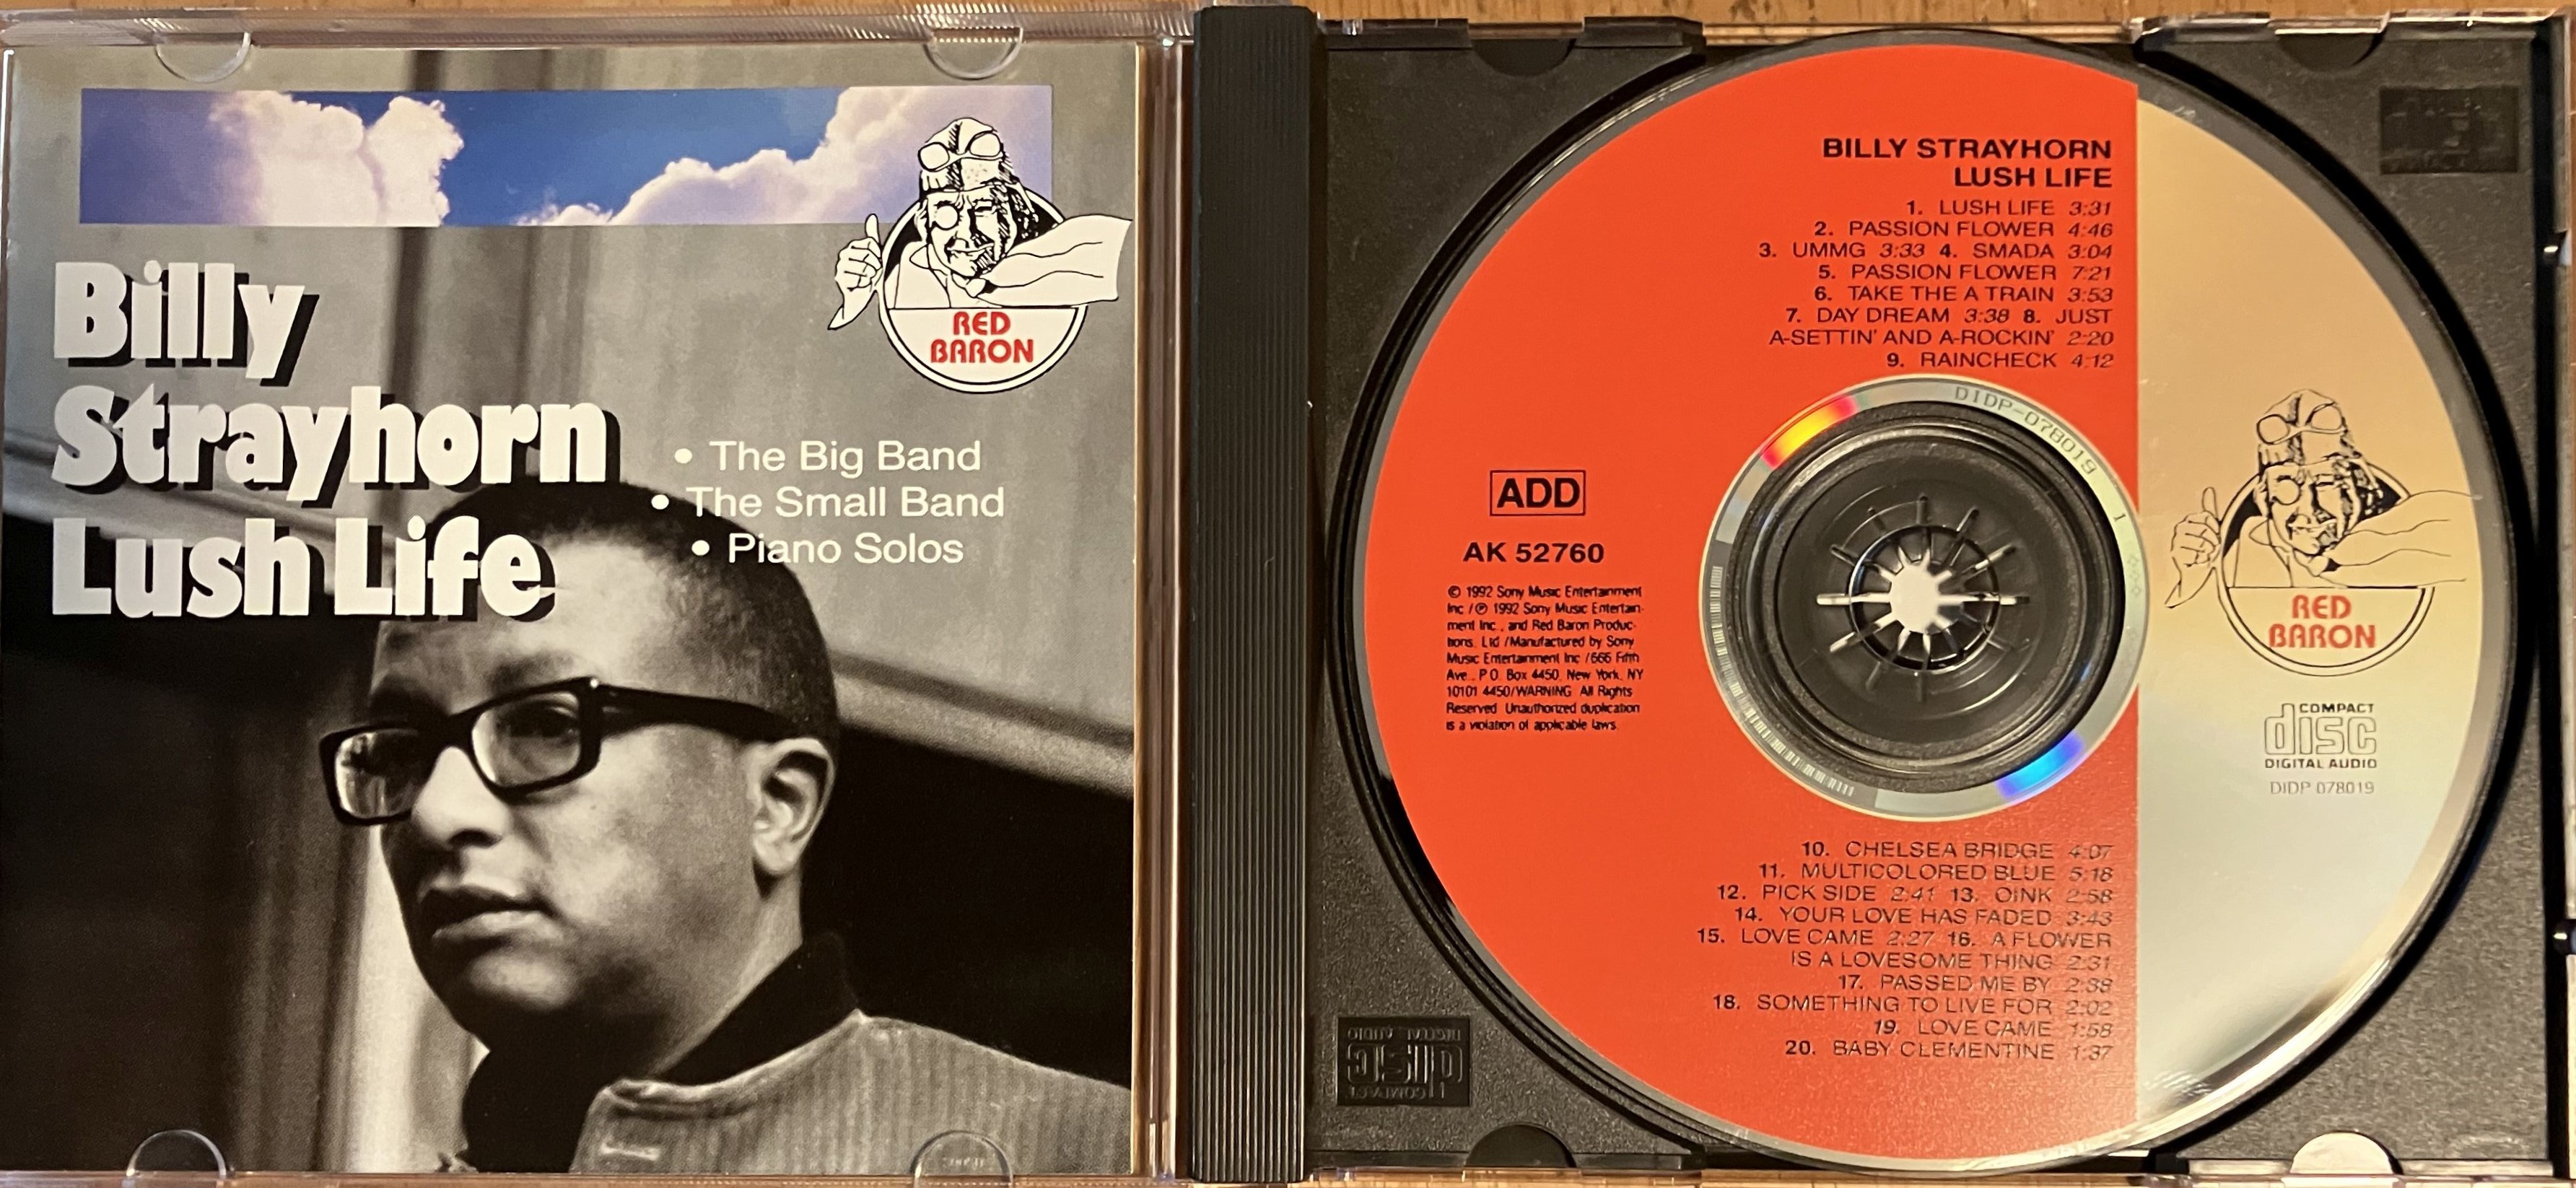 Billy
Strayhorn
Lush Life
RED
BARON
• The Big Band
• The Small Band
• Piano Solos
BILLY STRAYHORN
LUSH LIFE
1. LUSH LIFE 3:31
2. PASSION FLOWER 4:46
3. UMMG 3:33 4. SMADA 3:04
5. PASSION FLOWER 7:21
6. TAKE THE A TRAIN 3:53
7. DAY DREAM 3:38 8. JUST
A-SETTIN' AND A-ROCKIN' 2:20
9. RAINCHECK 4:12
DIDP-078019 1
ADD
AK 52760
© 1992 Sony Music Entertainment
Inc./℗ 1992 Sony Music Entertain-
ment Inc., and Red Baron Produc-
tions, Ltd./Manufactured by Sony
Music Entertainment Inc./666 Fifth
Ave., P.O. Box 4450, New York, NY
10101 4450/WARNING: All Rights
Reserved. Unauthorized duplication
is a violation of applicable laws.
RED
BARON
COMPACT
disc
DIGITAL AUDIO
DIDP 078019
10. CHELSEA BRIDGE 4:07
11. MULTICOLORED BLUE 5:18
12. PICK SIDE 2:41 13. OINK 2:58
14. YOUR LOVE HAS FADED 3:43
15. LOVE CAME 2:27 16. A FLOWER
IS A LOVESOME THING 2:31
17. PASSED ME BY 2:38
18. SOMETHING TO LIVE FOR 2:02
19. LOVE CAME 1:58
20. BABY CLEMENTINE 1:37
COMPACT
disc
DIGITAL AUDIO